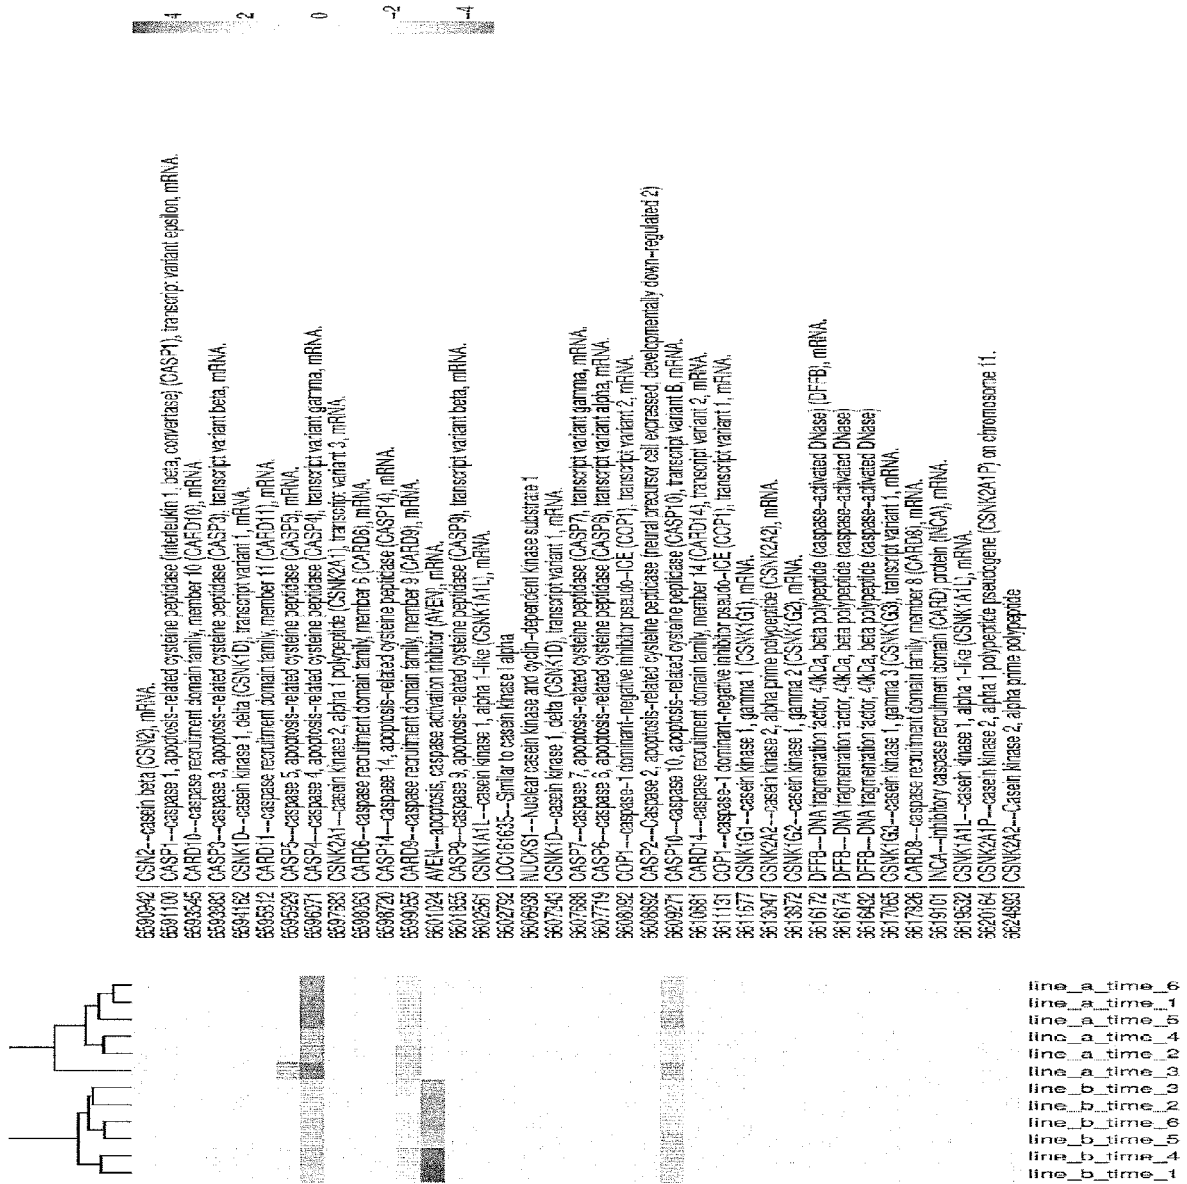 4
2
0
-2
-4
6590942 | CSN2---casein beta (CSN2), mRNA.
6591100 | CASP1---caspase 1, apoptosis-related cysteine peptidase (interleukin 1, beta, convertase) (CASP1), transcript variant epsilon, mRNA.
6593545 | CARD10---caspase recruitment domain family, member 10 (CARD10), mRNA.
6593883 | CASP3---caspase 3, apoptosis-related cysteine peptidase (CASP3), transcript variant beta, mRNA.
6594162 | CSNK1D---casein kinase 1, delta (CSNK1D), transcript variant 1, mRNA.
6595312 | CARD11---caspase recruitment domain family, member 11 (CARD11), mRNA.
6595929 | CASP5---caspase 5, apoptosis-related cysteine peptidase (CASP5), mRNA.
6596371 | CASP4---caspase 4, apoptosis-related cysteine peptidase (CASP4), transcript variant gamma, mRNA.
6597583 | CSNK2A1---casein kinase 2, alpha 1 polypeptide (CSNK2A1), transcript variant 3, mRNA.
6598363 | CARD6---caspase recruitment domain family, member 6 (CARD6), mRNA.
6598720 | CASP14---caspase 14, apoptosis-related cysteine peptidase (CASP14), mRNA.
6599055 | CARD9---caspase recruitment domain family, member 9 (CARD9), mRNA.
6601024 | AVEN---apoptosis, caspase activation inhibitor (AVEN), mRNA.
6601855 | CASP9---caspase 9, apoptosis-related cysteine peptidase (CASP9), transcript variant beta, mRNA.
6602561 | CSNK1A1L---casein kinase 1, alpha 1-like (CSNK1A1L), mRNA.
6602792 | LOC161635---Similar to casein kinase I alpha
6606938 | NUCKS1---Nuclear casein kinase and cyclin-dependent kinase substrate 1
6607340 | CSNK1D---casein kinase 1, delta (CSNK1D), transcript variant 1, mRNA.
6607588 | CASP7---caspase 7, apoptosis-related cysteine peptidase (CASP7), transcript variant gamma, mRNA.
6607719 | CASP6---caspase 6, apoptosis-related cysteine peptidase (CASP6), transcript variant alpha, mRNA.
6608092 | COP1---caspase-1 dominant-negative inhibitor pseudo-ICE (COP1), transcript variant 2, mRNA.
6608892 | CASP2---Caspase 2, apoptosis-related cysteine peptidase (neural precursor cell expressed, developmentally down-regulated 2)
6609271 | CASP10---caspase 10, apoptosis-related cysteine peptidase (CASP10), transcript variant B, mRNA.
6610681 | CARD14---caspase recruitment domain family, member 14 (CARD14), transcript variant 2, mRNA.
6611131 | COP1---caspase-1 dominant-negative inhibitor pseudo-ICE (COP1), transcript variant 1, mRNA.
6611577 | CSNK1G1---casein kinase 1, gamma 1 (CSNK1G1), mRNA.
6613047 | CSNK2A2---casein kinase 2, alpha prime polypeptide (CSNK2A2), mRNA.
6613972 | CSNK1G2---casein kinase 1, gamma 2 (CSNK1G2), mRNA.
6616172 | DFFB---DNA fragmentation factor, 40kDa, beta polypeptide (caspase-activated DNase) (DFFB), mRNA.
6616174 | DFFB---DNA fragmentation factor, 40kDa, beta polypeptide (caspase-activated DNase)
6616432 | DFFB---DNA fragmentation factor, 40kDa, beta polypeptide (caspase-activated DNase)
6617085 | CSNK1G3---casein kinase 1, gamma 3 (CSNK1G3), transcript variant 1, mRNA.
6617826 | CARD8---caspase recruitment domain family, member 8 (CARD8), mRNA.
6619101 | INCA---inhibitory caspase recruitment domain (CARD) protein (INCA), mRNA.
6619532 | CSNK1A1L---casein kinase 1, alpha 1-like (CSNK1A1L), mRNA.
6620164 | CSNK2A1P---casein kinase 2, alpha 1 polypeptide pseudogene (CSNK2A1P) on chromosome 11.
6624893 | CSNK2A2---Casein kinase 2, alpha prime polypeptide
line_a_time_6
line_a_time_1
line_a_time_5
line_a_time_4
line_a_time_2
line_a_time_3
line_b_time_3
line_b_time_2
line_b_time_6
line_b_time_5
line_b_time_4
line_b_time_1